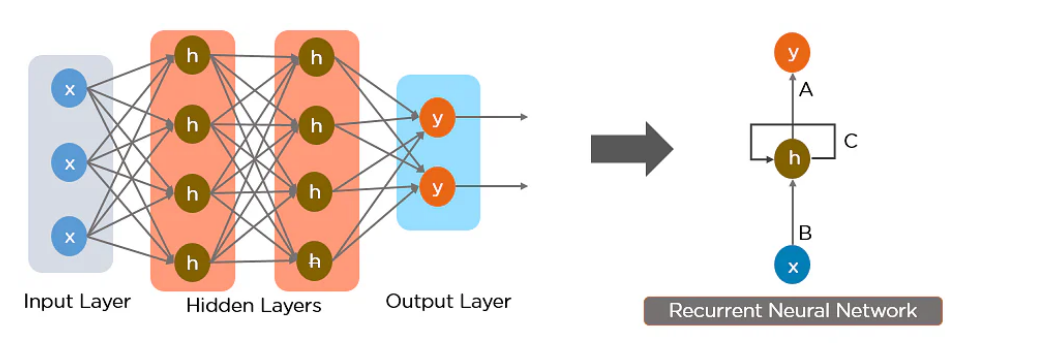 x
x
x
h
h
h
h
h
h
h
h
y
y
Input Layer
Hidden Layers
Output Layer
y
A
C
h
B
x
Recurrent Neural Network